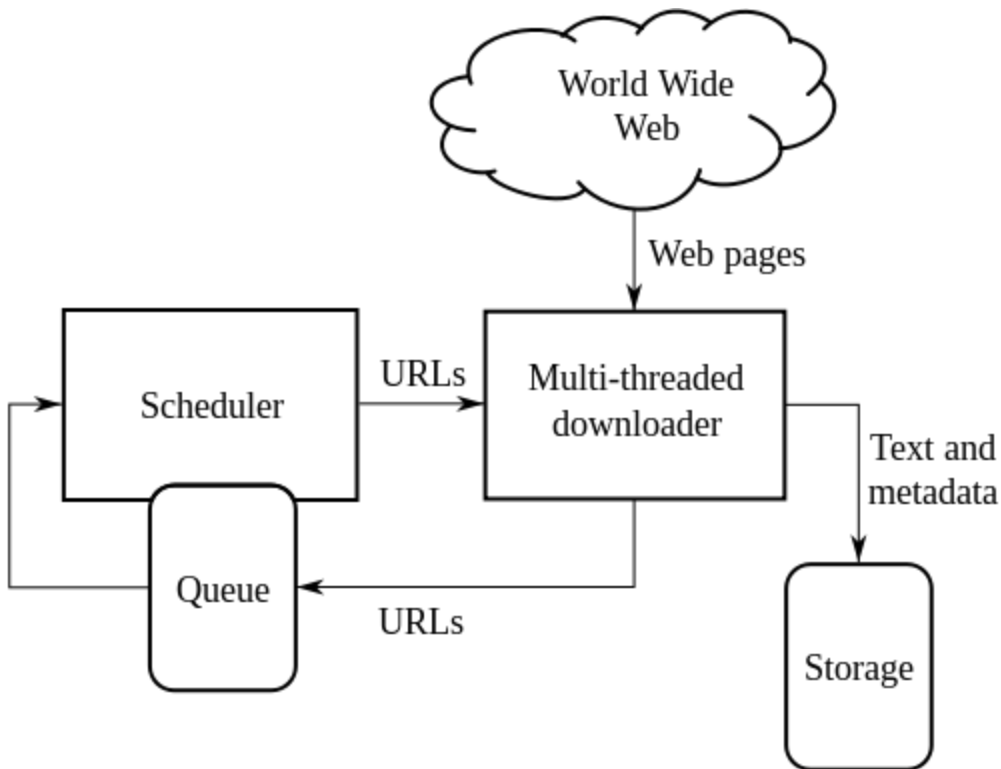 World Wide
Web
Web pages
URLs
Scheduler
Multi-threaded
downloader
Text and
metadata
Queue
URLs
Storage